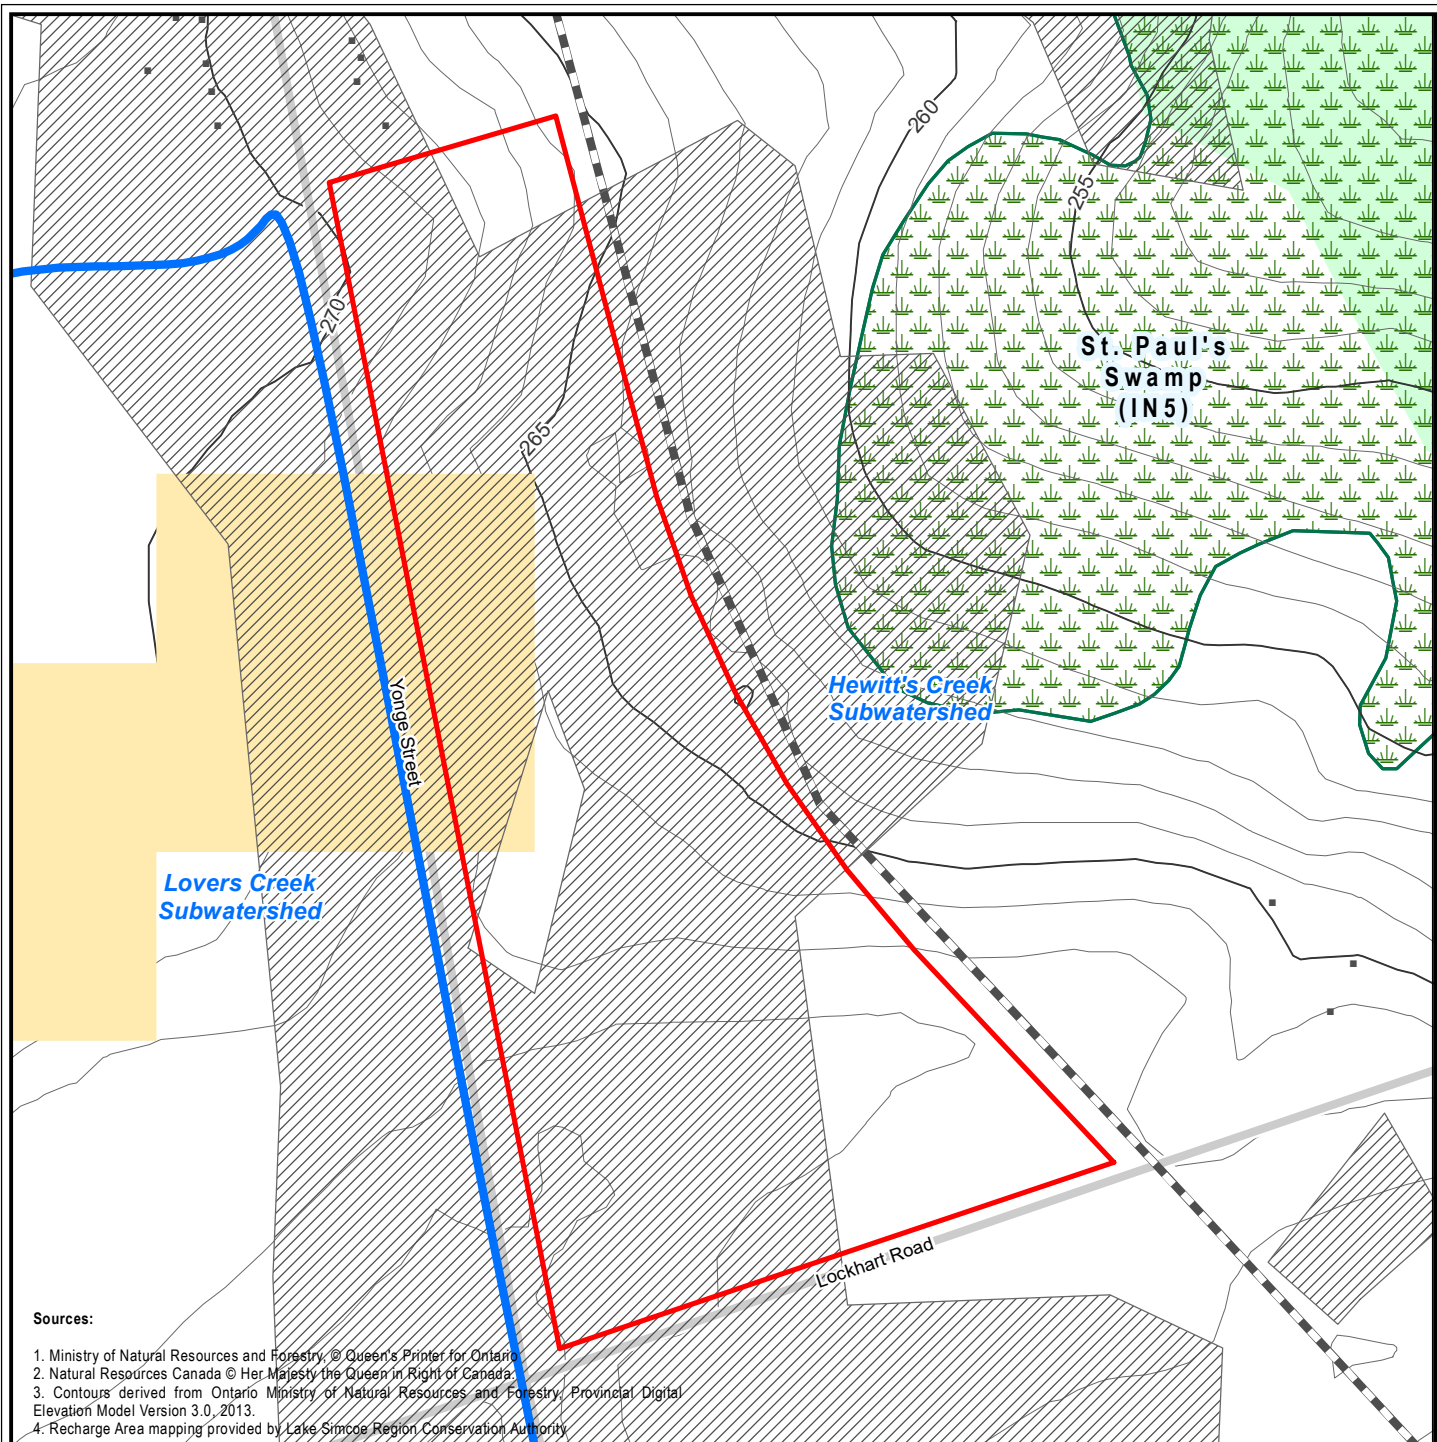 260
255
270
St. Paul's
Swamp
(IN5)
265
Hewitt's Creek
Subwatershed
Yonge Street
Lovers Creek
Subwatershed
Lockhart Road
Sources:
1. Ministry of Natural Resources and Forestry, © Queen's Printer for Ontario
2. Natural Resources Canada © Her Majesty the Queen in Right of Canada.
3. Contours derived from Ontario Ministry of Natural Resources and Forestry, Provincial Digital
Elevation Model Version 3.0, 2013.
4. Recharge Area mapping provided by Lake Simcoe Region Conservation Authority